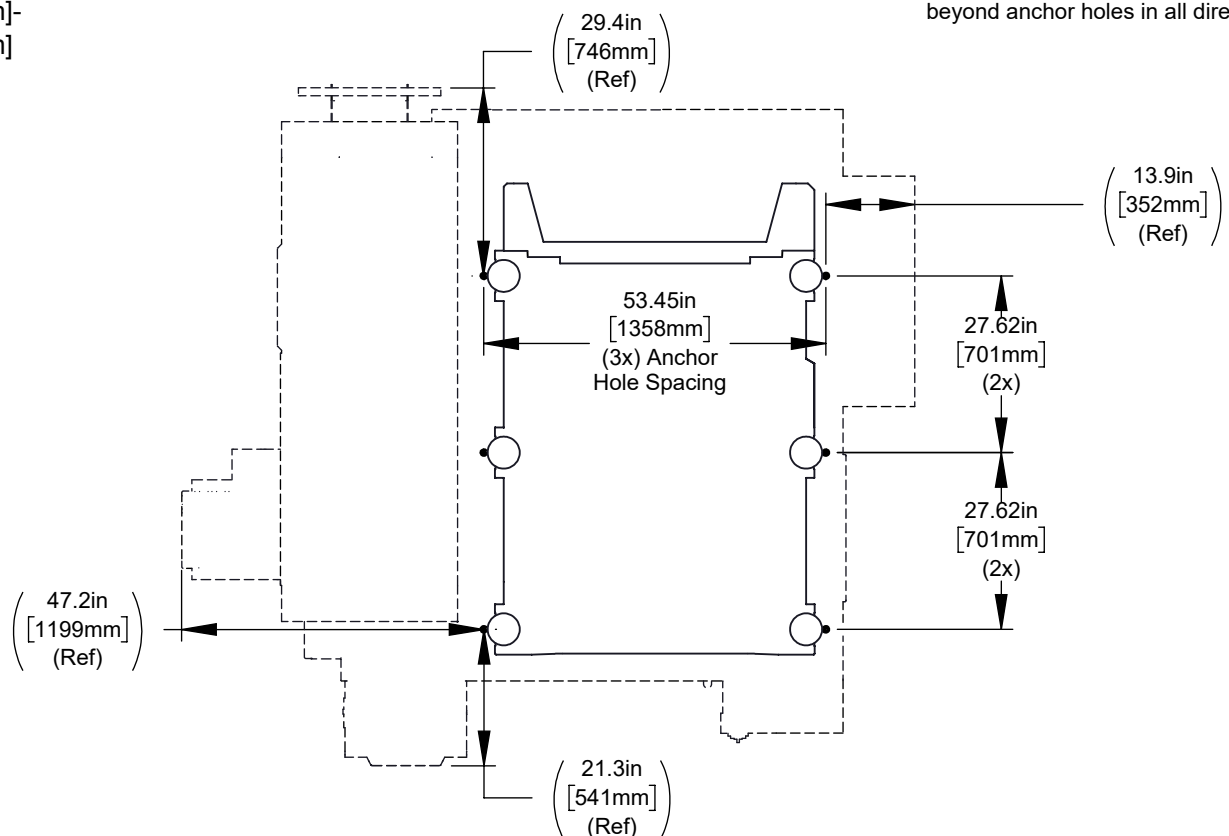 beyond anchor holes in all dire
29.4in
[746mm]
(Ref)
13.9in
[352mm]
(Ref)
53.45in
[1358mm]
(3x) Anchor
Hole Spacing
27.62in
[701mm]
(2x)
27.62in
[701mm]
(2x)
47.2in
[1199mm]
(Ref)
21.3in
[541mm]
(Ref)